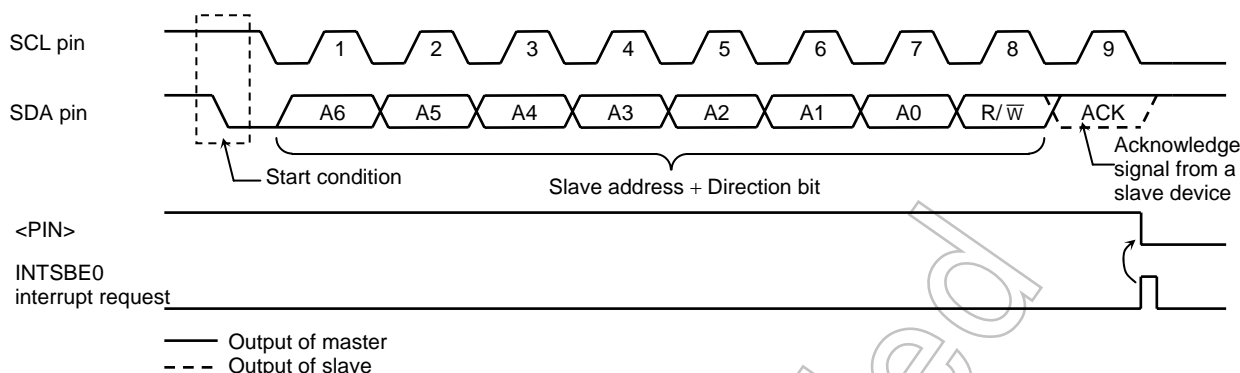 SCL pin
1 2 3 4 5 6 7 8 9
SDA pin
A6 A5 A4 A3 A2 A1 A0 R/W̅ ACK
Start condition
Slave address + Direction bit
Acknowledge
signal from a
slave device
<PIN>
INTSBE0
interrupt request
Output of master
Output of slave